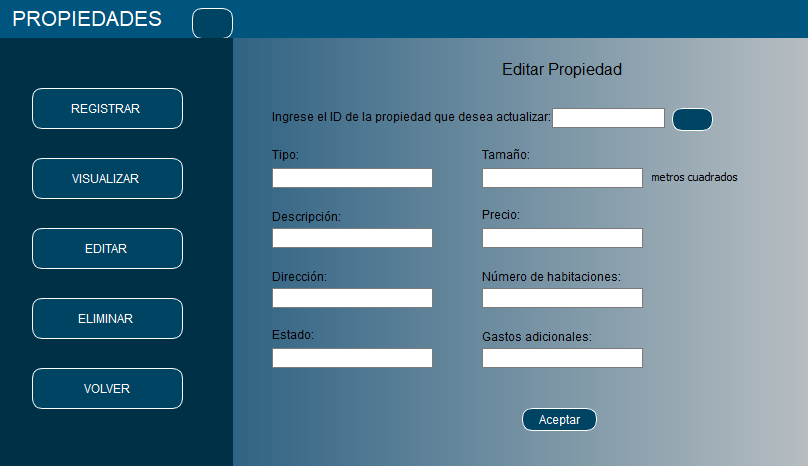 PROPIEDADES
REGISTRAR
VISUALIZAR
EDITAR
ELIMINAR
VOLVER
Editar Propiedad
Ingrese el ID de la propiedad que desea actualizar:
Tipo:
Tamaño:
metros cuadrados
Descripción:
Precio:
Dirección:
Número de habitaciones:
Estado:
Gastos adicionales:
Aceptar